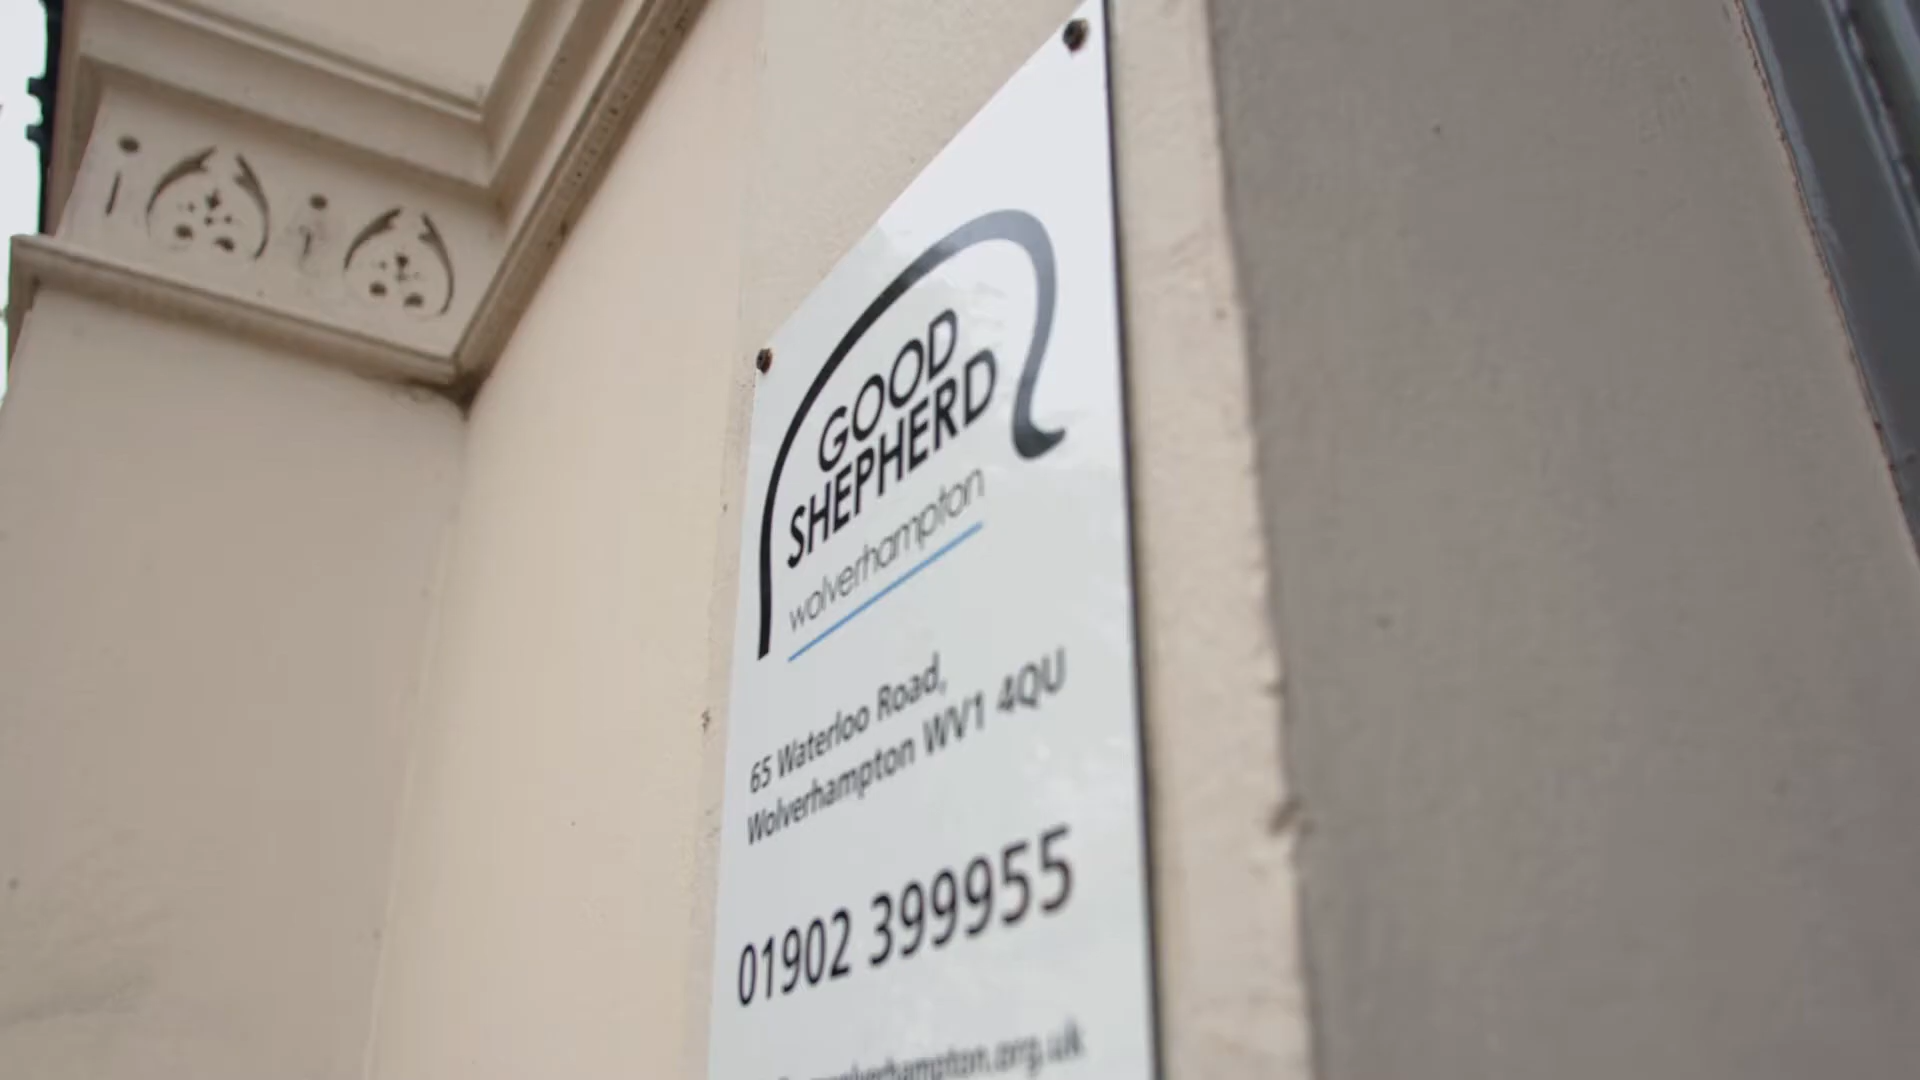 GOOD
SHEPHERD
wolverhampton
65 Waterloo Road,
Wolverhampton WV1 4QU
01902 399955